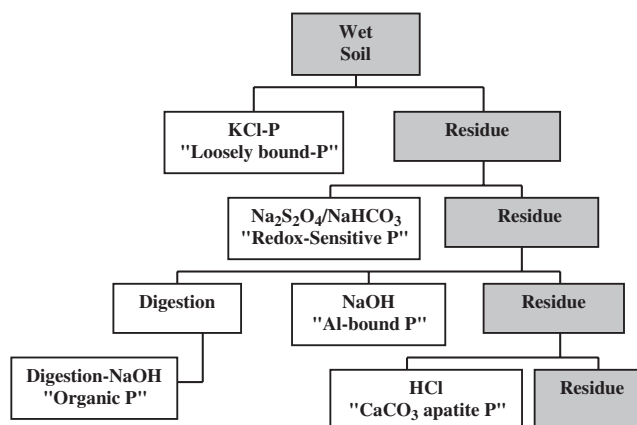 Wet
Soil
KCl-P
"Loosely bound-P"
Residue
Na₂S₂O₄/NaHCO₃
"Redox-Sensitive P"
Residue
Digestion
NaOH
"Al-bound P"
Residue
Digestion-NaOH
"Organic P"
HCl
"CaCO₃ apatite P"
Residue